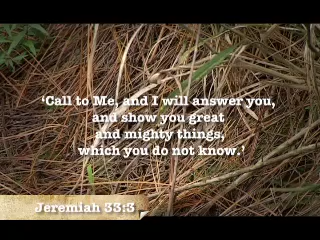 ‘Call to Me, and I will answer you,
and show you great
and mighty things,
which you do not know.’
Jeremiah 33:3